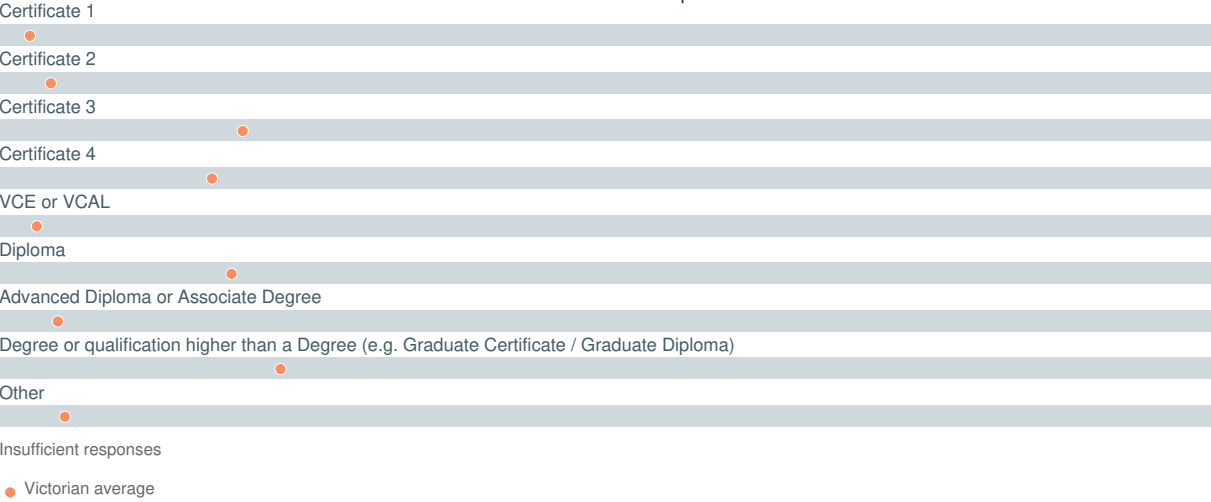 Certificate 1
Certificate 2
Certificate 3
Certificate 4
VCE or VCAL
Diploma
Advanced Diploma or Associate Degree
Degree or qualification higher than a Degree (e.g. Graduate Certificate / Graduate Diploma)
Other
Insufficient responses
Victorian average